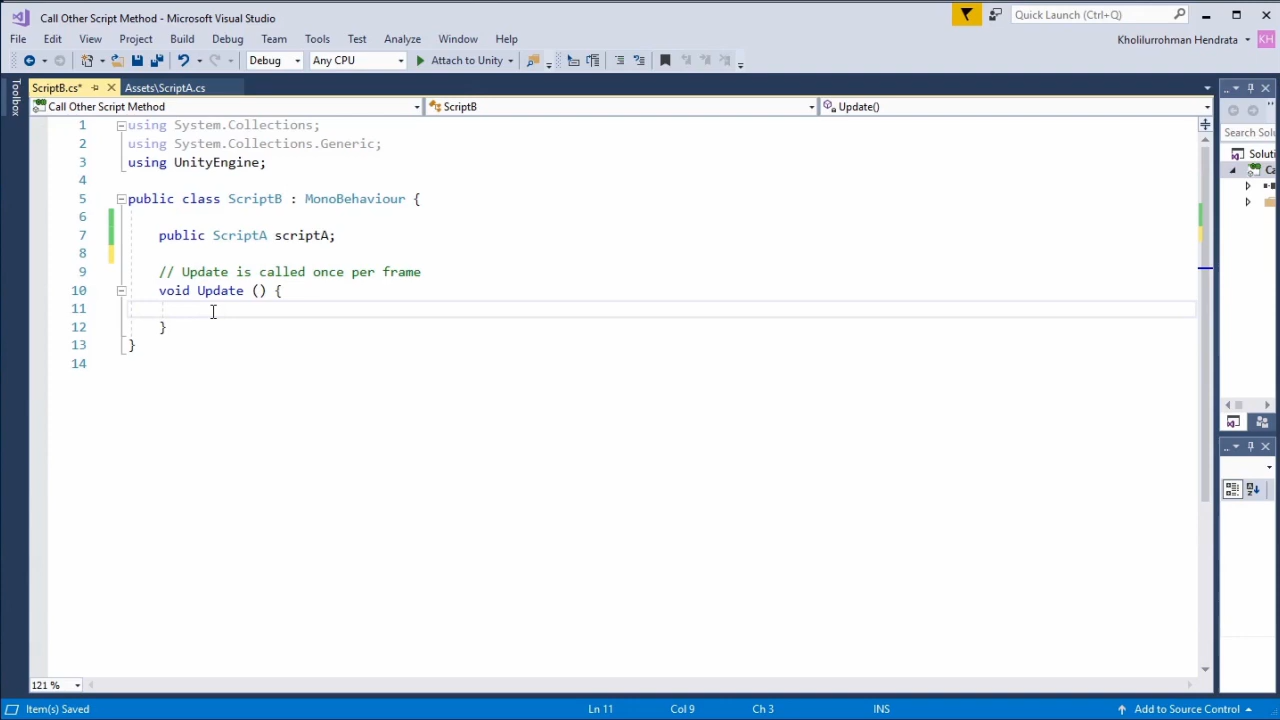 Call Other Script Method - Microsoft Visual Studio
Quick Launch (Ctrl+Q)
File Edit View Project Build Debug Team Tools Test Analyze Window Help
Kholilurrohman Hendrata KH
Debug Any CPU Attach to Unity
Toolbox
ScriptB.cs* Assets\ScriptA.cs
Call Other Script Method ScriptB Update()
1 using System.Collections;
2 using System.Collections.Generic;
3 using UnityEngine;
4
5 public class ScriptB : MonoBehaviour {
6
7 public ScriptA scriptA;
8
9 // Update is called once per frame
10 void Update () {
11
12 }
13 }
14
Search Solu
Soluti
Ca
121 %
Item(s) Saved Ln 11 Col 9 Ch 3 INS Add to Source Control